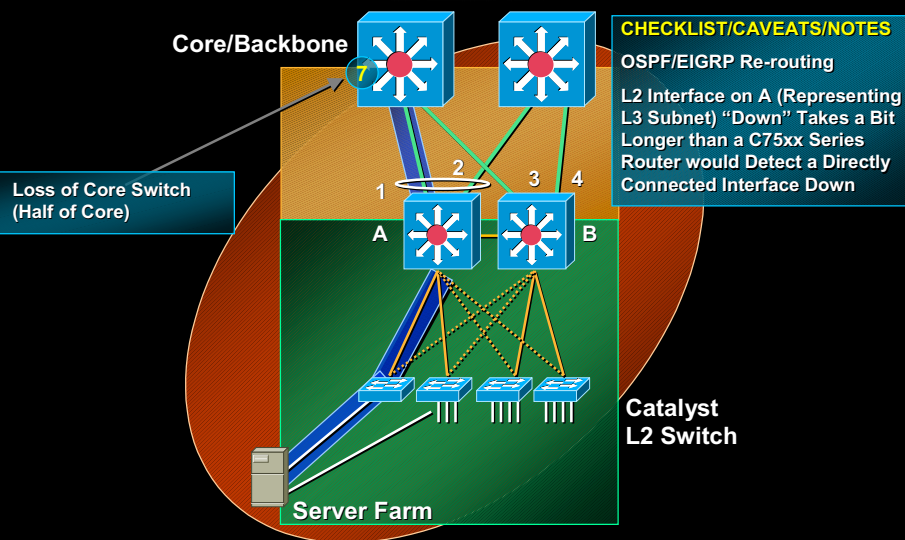 Core/Backbone
7
CHECKLIST/CAVEATS/NOTES
OSPF/EIGRP Re-routing
L2 Interface on A (Representing
L3 Subnet) “Down” Takes a Bit
Longer than a C75xx Series
Router would Detect a Directly
Connected Interface Down
Loss of Core Switch
(Half of Core)
1
2
3
4
A
B
Catalyst
L2 Switch
Server Farm